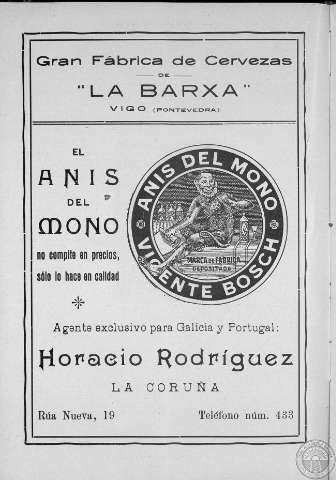 Gran Fábrica de Cervezas
DE
"LA BARXA"
VIGO (PONTEVEDRA)
EL
ANIS
DEL
MONO
no compite en precios,
sólo lo hace en calidad
ANIS DEL MONO
MARCA DE FÁBRICA
DEPOSITADA
VICENTE BOSCH
Agente exclusivo para Galicia y Portugal:
Horacio Rodríguez
LA CORUÑA
Rúa Nueva, 19 Teléfono núm. 433